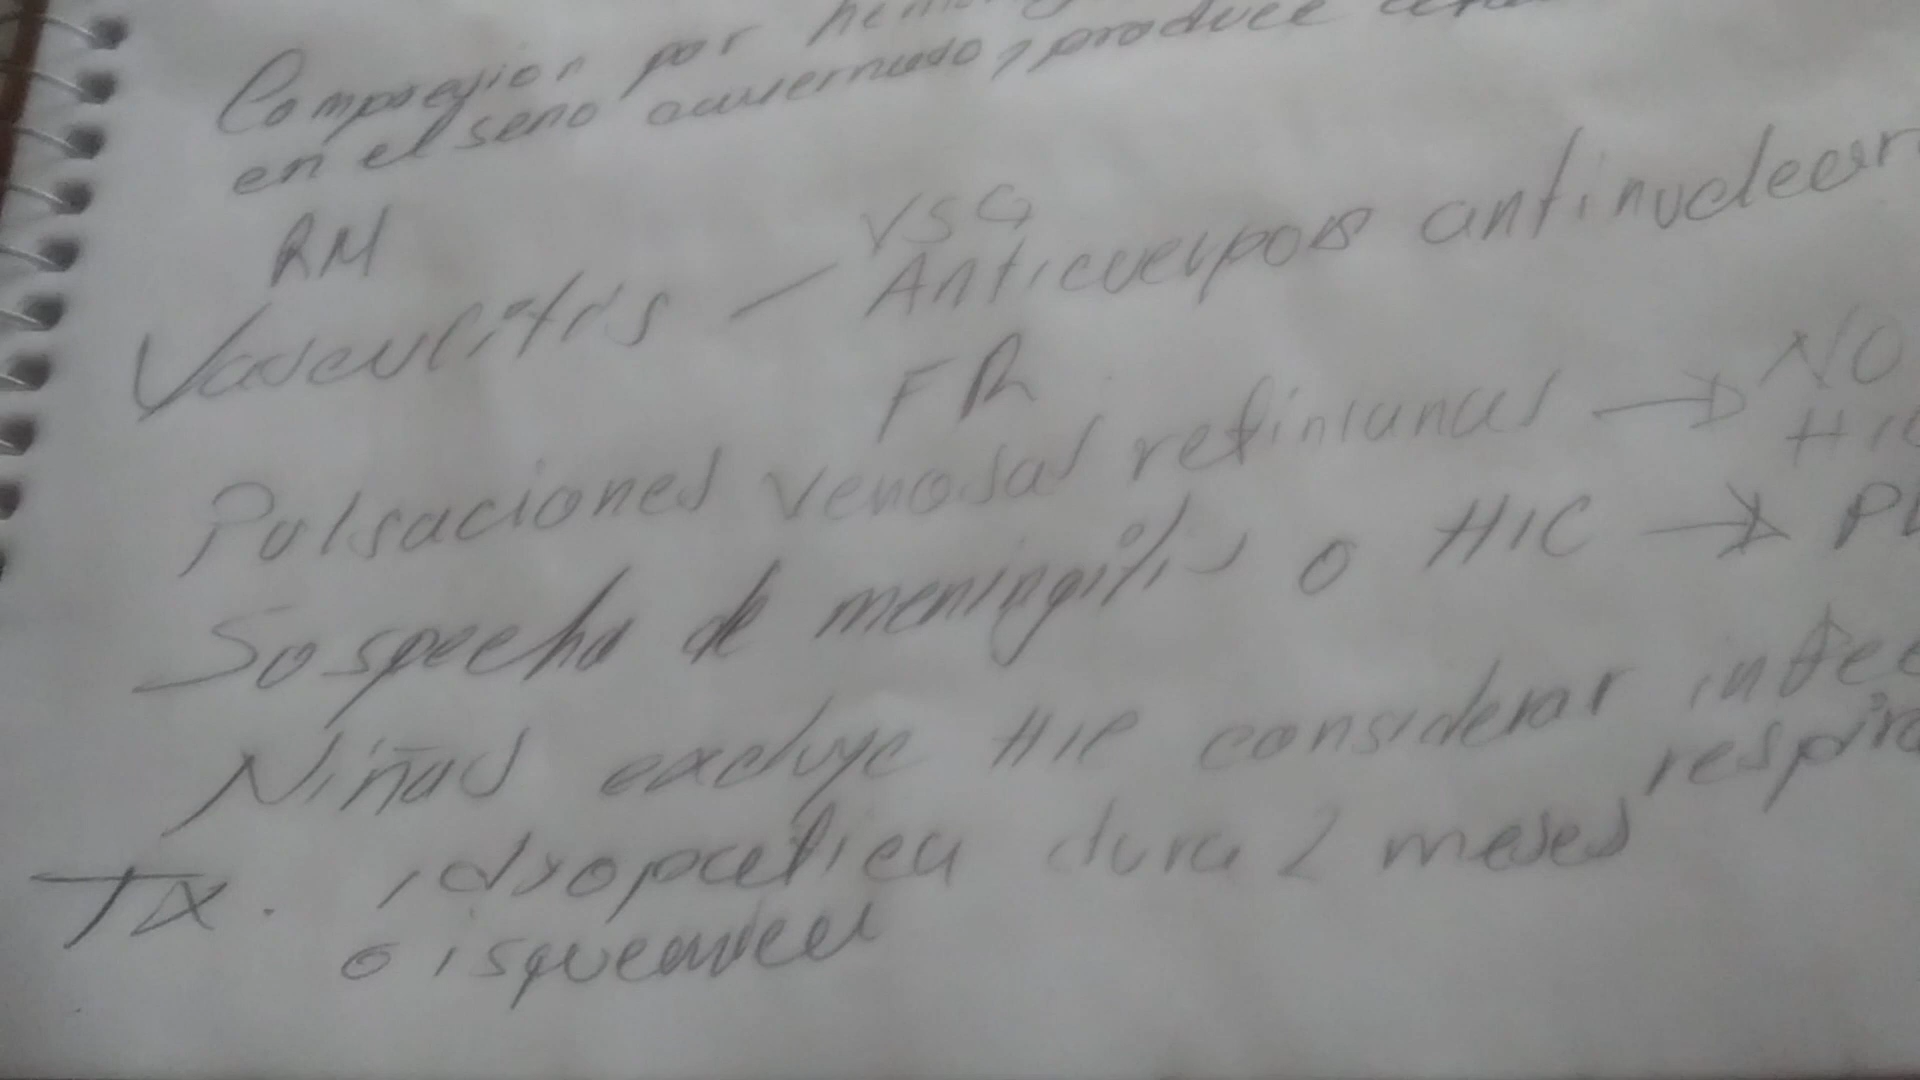 Compresion por
en el seno cavernoso, produce
RM
VSG
Vasculitis — Anticuerpos antinuclear
FR
Pulsaciones venosas retinianas → NO
HIC
Sospecha de meningitis o HIC → PL
Niñas excluye HIC considerar infec
respira
TX. idiopatica dura 2 meses
o isquemica